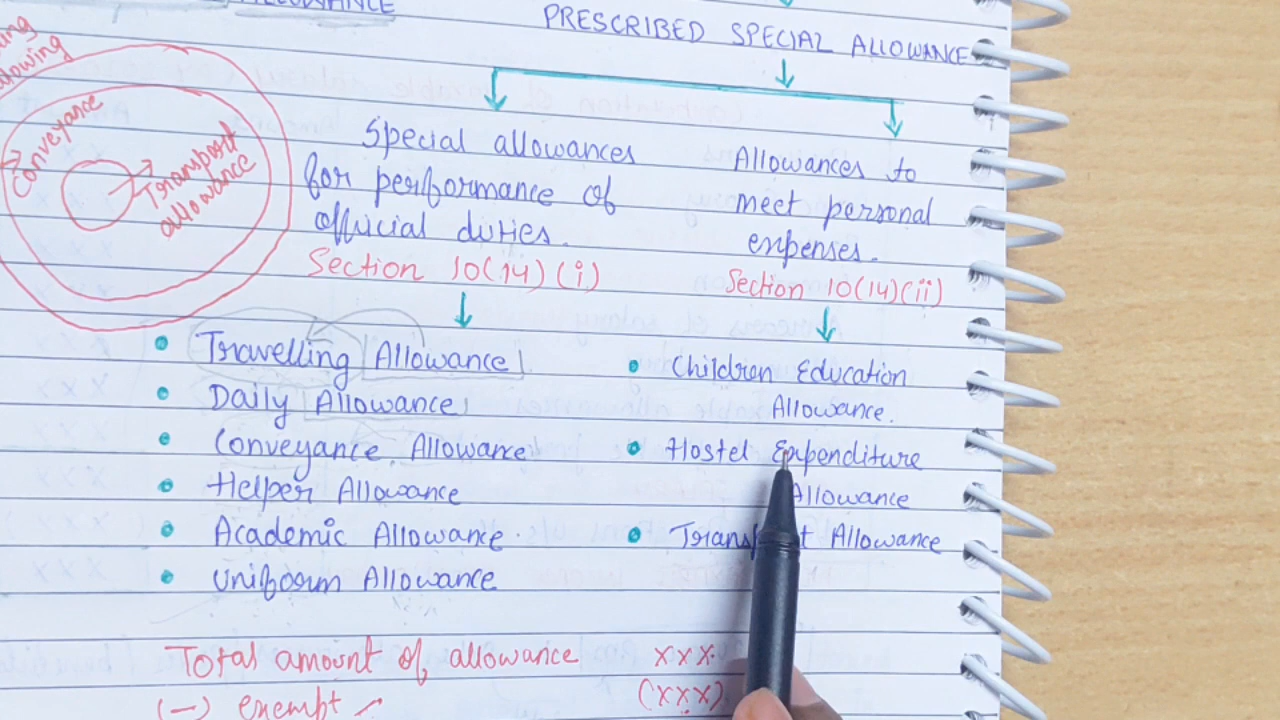 ALLOWANCE
PRESCRIBED SPECIAL ALLOWANCE
Conveyance
Transport
allowance
Special allowances
for performance of
official duties.
Section 10(14)(i)
Allowances to
meet personal
expenses.
Section 10(14)(ii)
• Travelling Allowance
• Daily Allowance
• Conveyance Allowance
• Helper Allowance
• Academic Allowance
• Uniform Allowance
• Children Education
Allowance.
• Hostel Expenditure
Allowance
• Transport Allowance
Total amount of allowance xxx
(-) exempt (xxx)